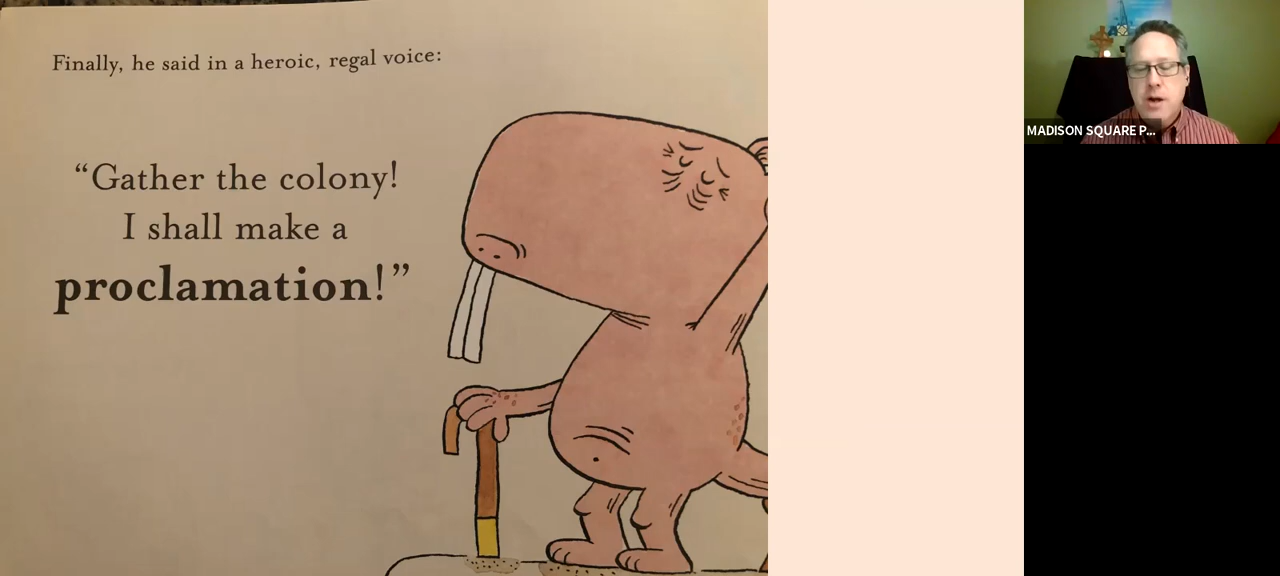 Finally, he said in a heroic, regal voice:
“Gather the colony!
I shall make a
proclamation!”
MADISON SQUARE P...